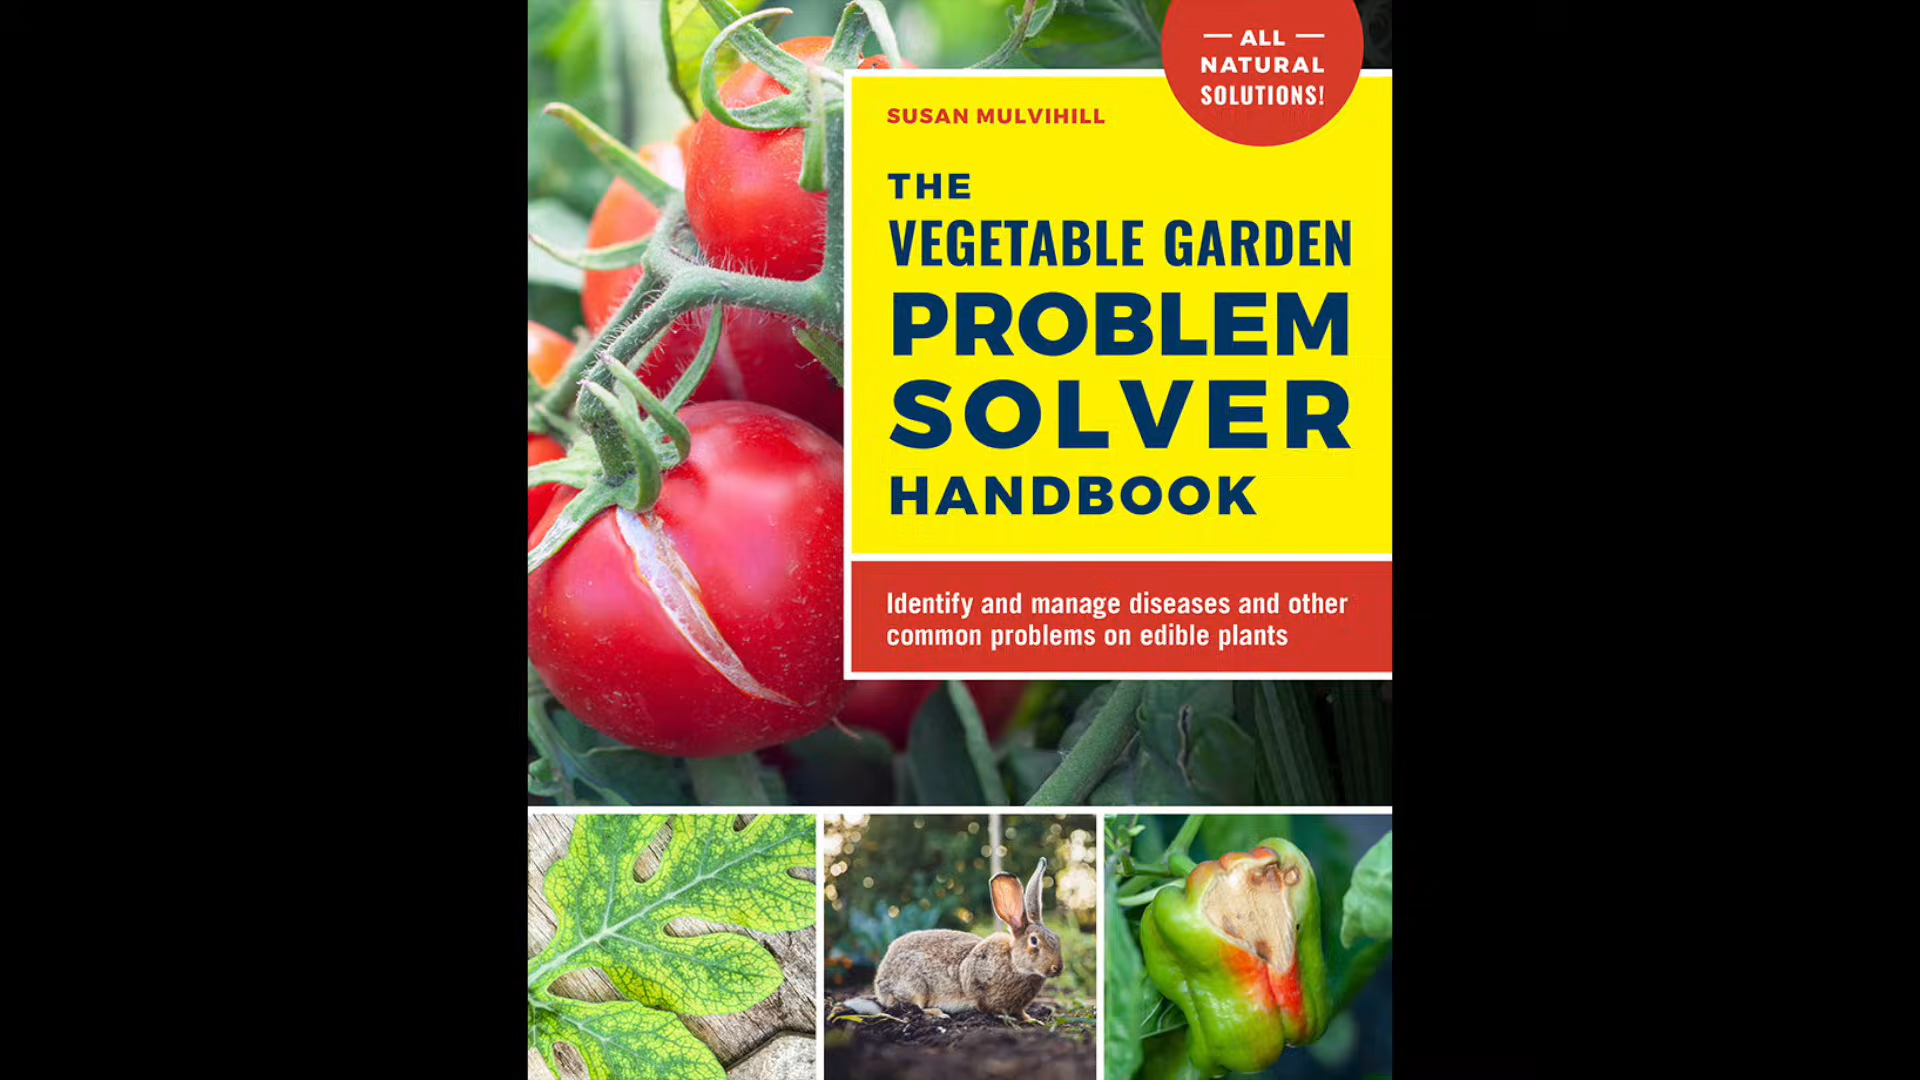 — ALL —
NATURAL
SOLUTIONS!
SUSAN MULVIHILL
THE
VEGETABLE GARDEN
PROBLEM
SOLVER
HANDBOOK
Identify and manage diseases and other
common problems on edible plants